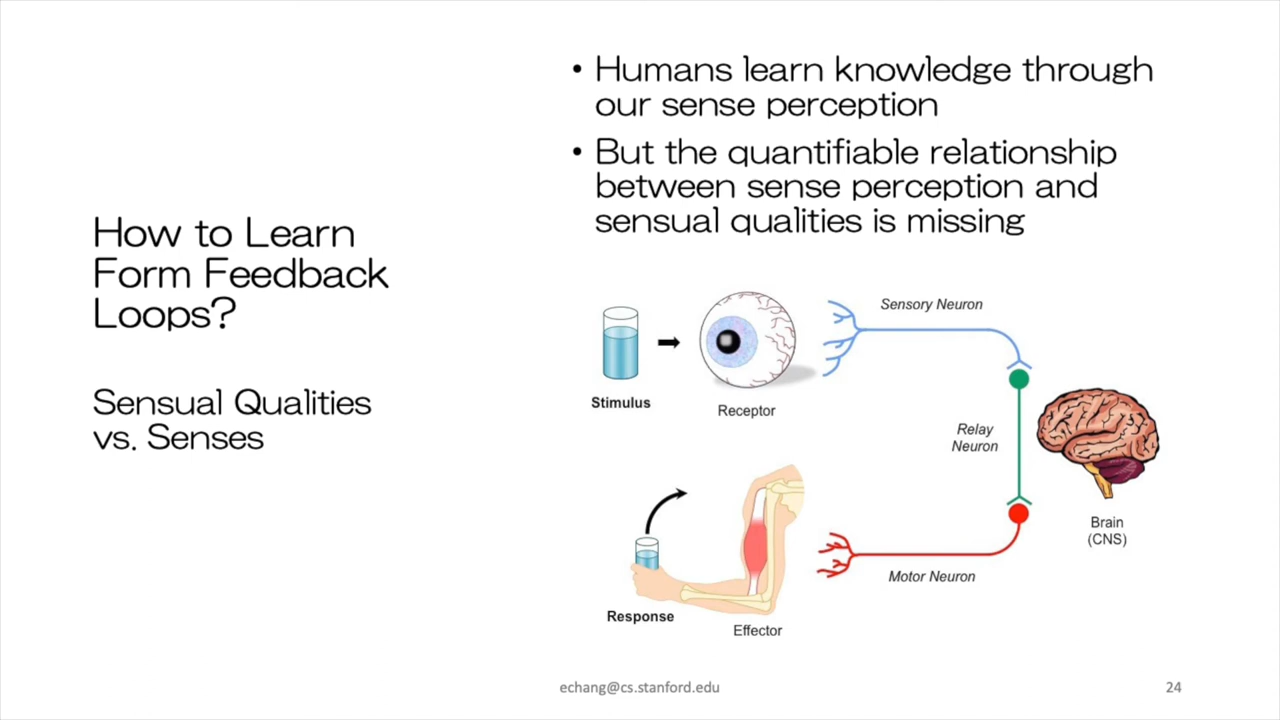 How to Learn
Form Feedback
Loops?
Sensual Qualities
vs. Senses
• Humans learn knowledge through
our sense perception
• But the quantifiable relationship
between sense perception and
sensual qualities is missing
Stimulus
Receptor
Sensory Neuron
Relay
Neuron
Brain
(CNS)
Motor Neuron
Response
Effector
echang@cs.stanford.edu
24